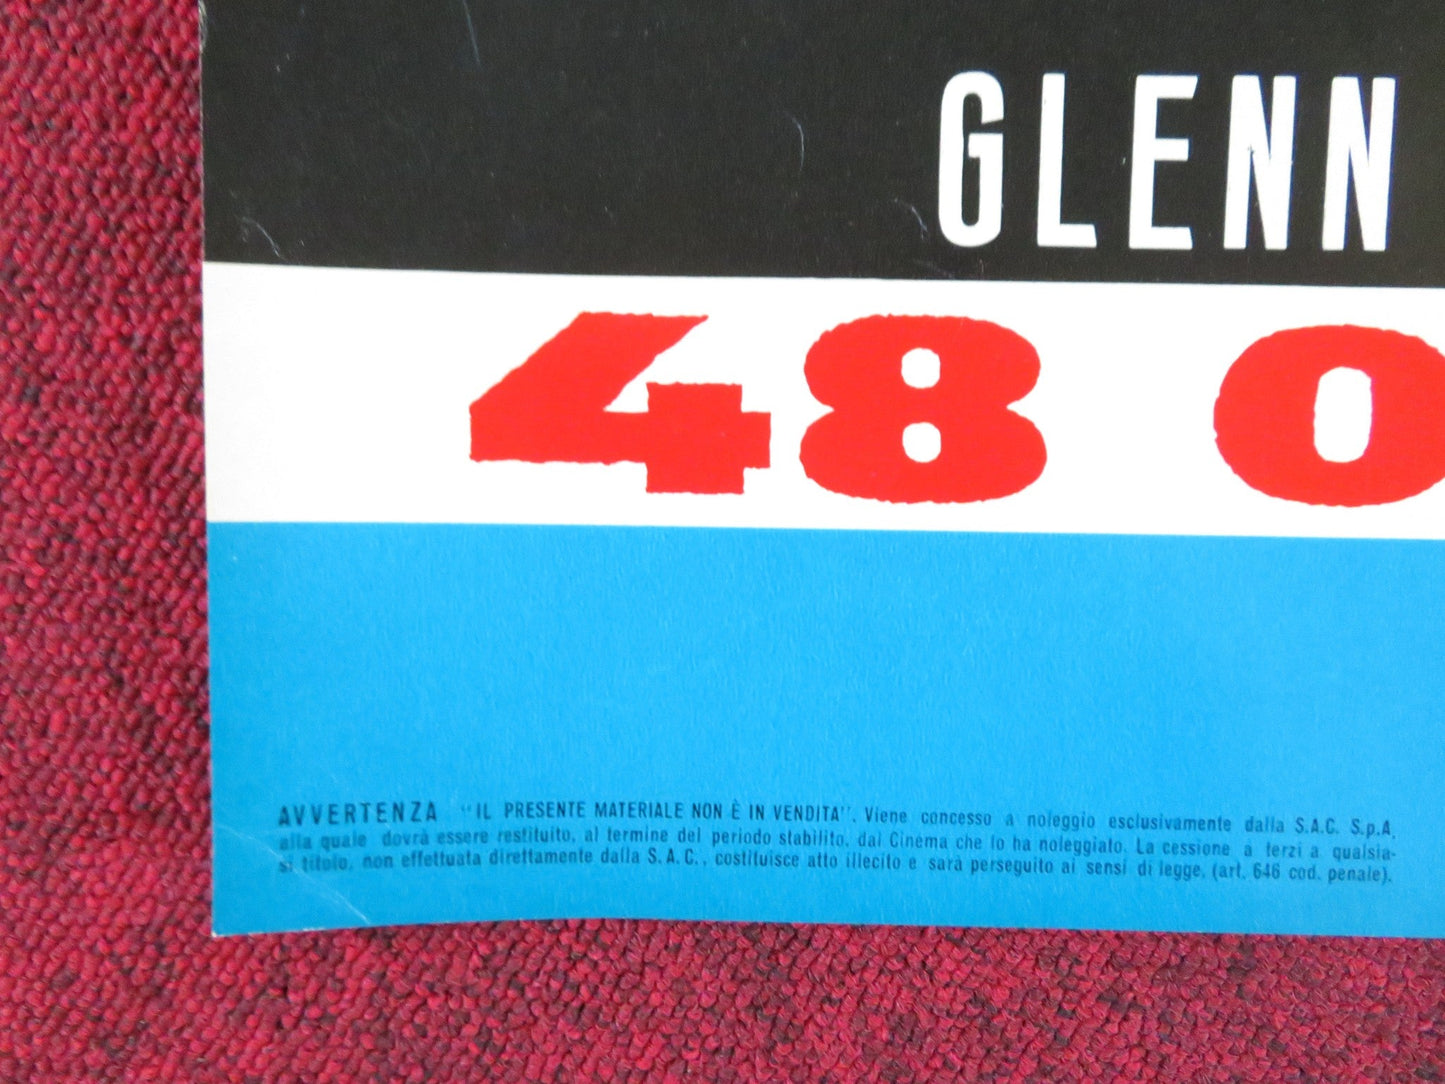 GLENN
48 O
AVVERTENZA "IL PRESENTE MATERIALE NON È IN VENDITA". Viene concesso a noleggio esclusivamente dalla S.A.C. S.p.A.
alla quale dovrà essere restituito, al termine del periodo stabilito, dal Cinema che lo ha noleggiato. La cessione a terzi a qualsia-
si titolo, non effettuata direttamente dalla S.A.C., costituisce atto illecito e sarà perseguito ai sensi di legge. (art. 646 cod. penale).